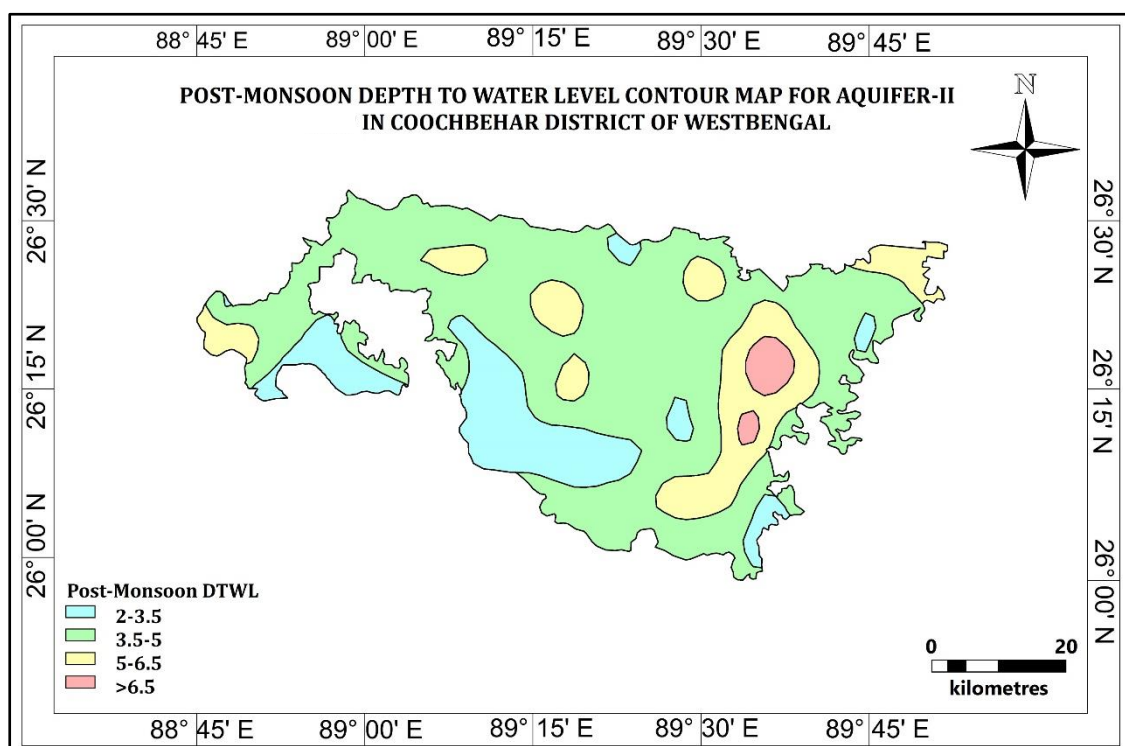 88° 45' E 89° 00' E 89° 15' E 89° 30' E 89° 45' E
POST-MONSOON DEPTH TO WATER LEVEL CONTOUR MAP FOR AQUIFER-II
IN COOCHBEHAR DISTRICT OF WESTBENGAL
N
26° 30' N
26° 15' N
26° 00' N
26° 30' N
26° 15' N
26° 00' N
Post-Monsoon DTWL
2-3.5
3.5-5
5-6.5
>6.5
0 20
kilometres
88° 45' E 89° 00' E 89° 15' E 89° 30' E 89° 45' E